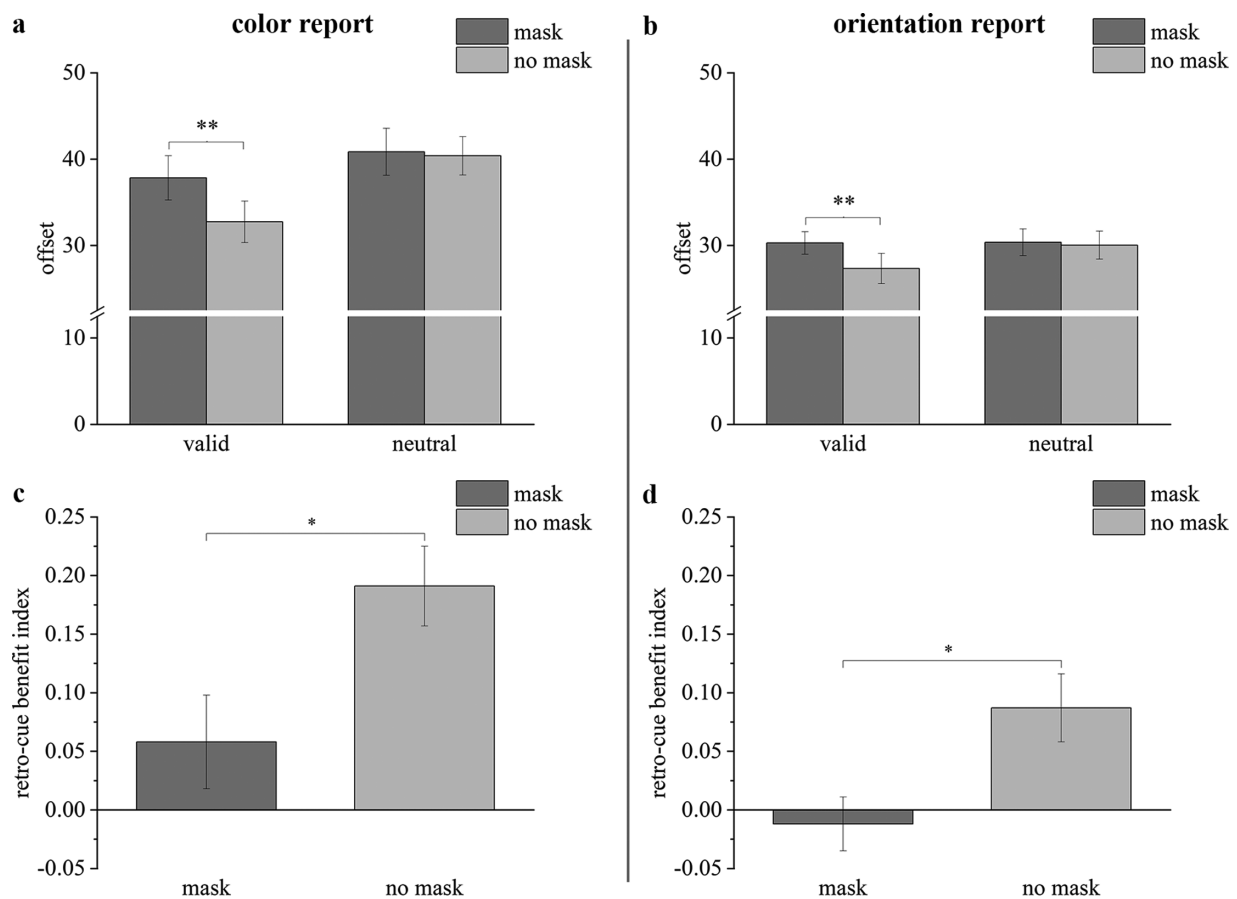 a
color report
mask
no mask
50
40
30
10
0
offset
**
valid
neutral
b
orientation report
mask
no mask
50
40
30
10
0
offset
**
valid
neutral
c
mask
no mask
0.25
0.20
0.15
0.10
0.05
0.00
-0.05
retro-cue benefit index
*
mask
no mask
d
mask
no mask
0.25
0.20
0.15
0.10
0.05
0.00
-0.05
retro-cue benefit index
*
mask
no mask